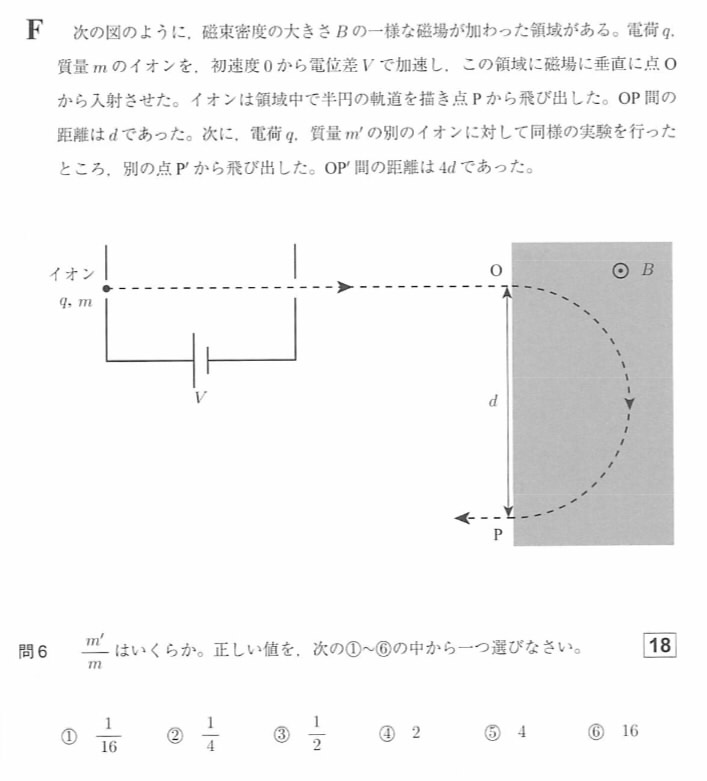 F 次の図のように，磁束密度の大きさ B の一様な磁場が加わった領域がある。電荷 q,
質量 m のイオンを，初速度 0 から電位差 V で加速し，この領域に磁場に垂直に点 O
から入射させた。イオンは領域中で半円の軌道を描き点 P から飛び出した。OP 間の
距離は d であった。次に，電荷 q，質量 m′ の別のイオンに対して同様の実験を行った
ところ，別の点 P′ から飛び出した。OP′ 間の距離は 4d であった。
イオン
q, m
V
O
B
d
P
問6 m′/m はいくらか。正しい値を，次の①～⑥の中から一つ選びなさい。 18
① 1/16 ② 1/4 ③ 1/2 ④ 2 ⑤ 4 ⑥ 16